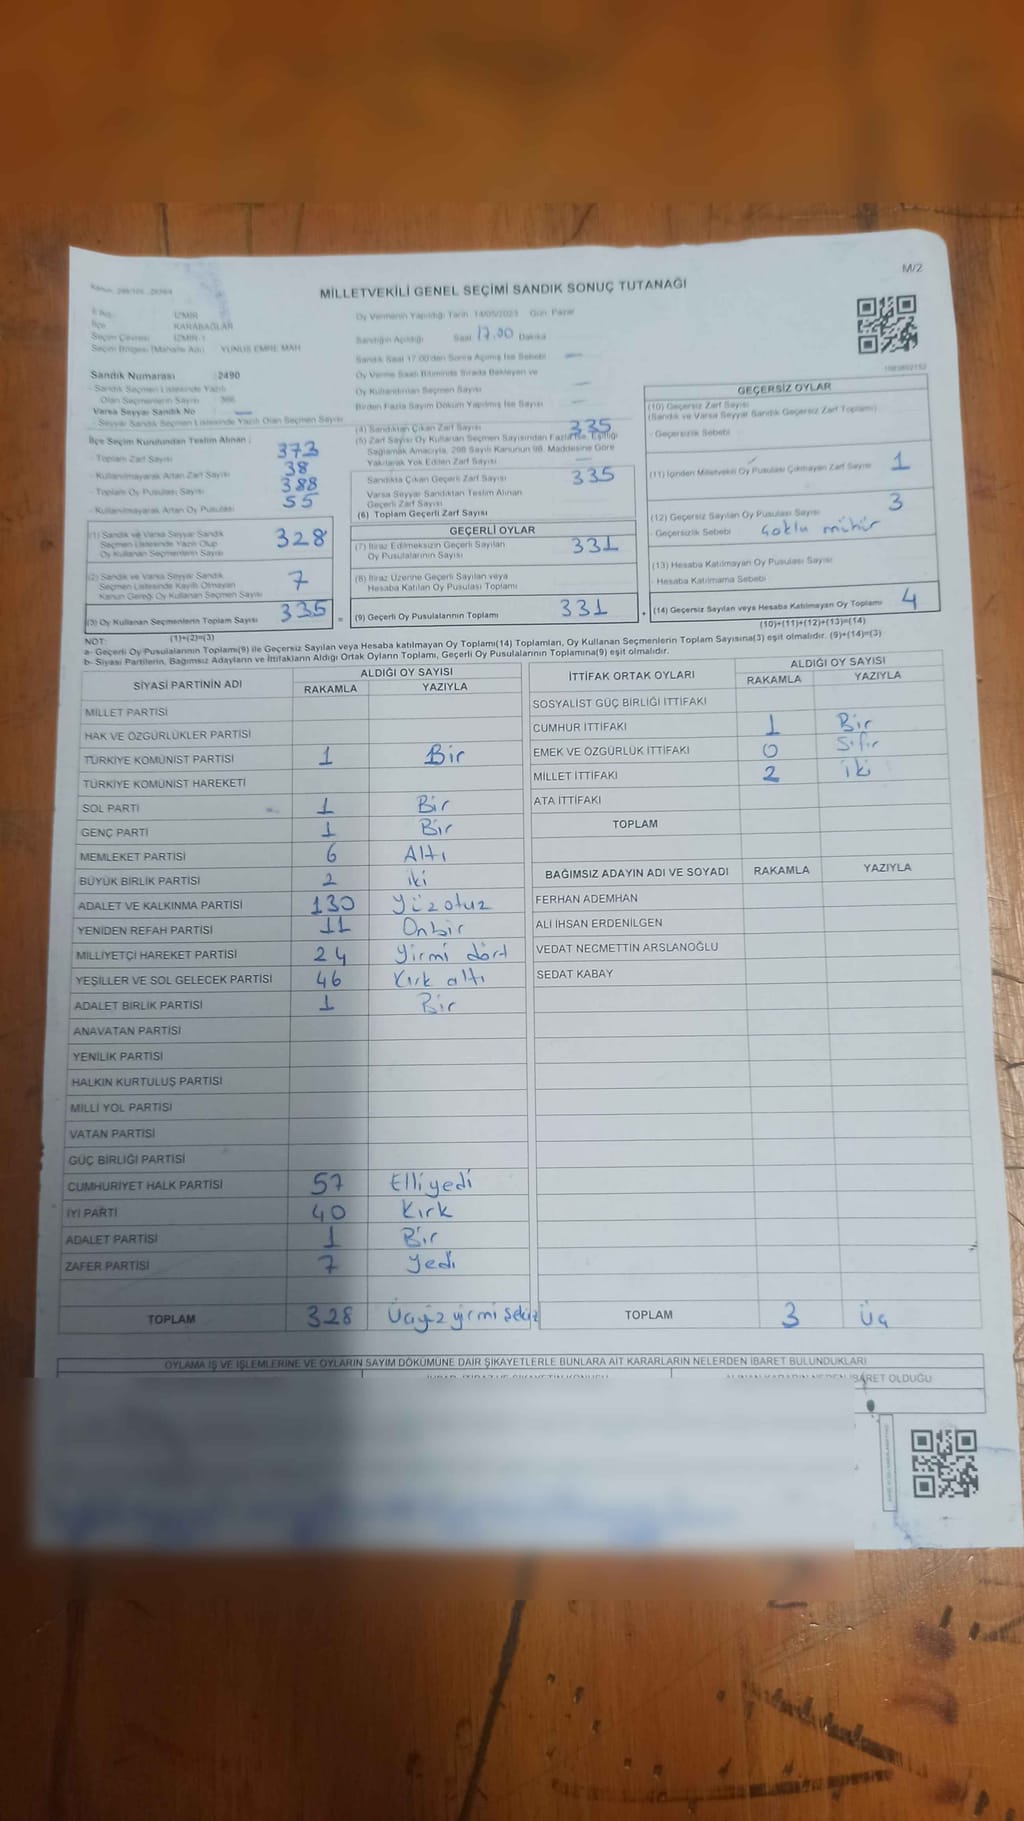 M/2
MİLLETVEKİLİ GENEL SEÇİMİ SANDIK SONUÇ TUTANAĞI
İli İZMİR
İlçe KARABAĞLAR
Seçim Çevresi İZMİR-1
Seçim Bölgesi (Mahalle Adı) YUNUS EMRE MAH
Sandık Numarası :2490
- Sandık Seçmen Listesinde Yazılı
Olan Seçmenlerin Sayısı
Varsa Seyyar Sandık No
- Seyyar Sandık Seçmen Listesinde Yazılı Olan Seçmen Sayısı
İlçe Seçim Kurulundan Teslim Alınan :
- Toplam Zarf Sayısı 373
- Kullanılmayarak Artan Zarf Sayısı 38
- Toplam Oy Pusulası Sayısı 388
- Kullanılmayarak Artan Oy Pusulası 55
(1) Sandık ve Varsa Seyyar Sandık
Seçmen Listesinde Yazılı Olup
Oy Kullanan Seçmenlerin Sayısı 328
(2) Sandık ve Varsa Seyyar Sandık
Seçmen Listesinde Kayıtlı Olmayan
Kanun Gereği Oy Kullanan Seçmen Sayısı 7
(3) Oy Kullanan Seçmenlerin Toplam Sayısı 335
(1)+(2)=(3)
Oy Vermenin Yapıldığı Tarih 14/05/2023 Gün Pazar
Sandığın Açıldığı Saat 17.00 Dakika
Sandık Saat 17:00'den Sonra Açılmış İse Sebebi
Oy Verme Saati Bitiminde Sırada Bekleyen ve
Oy Kullandırılan Seçmen Sayısı
Birden Fazla Sayım Döküm Yapılmış İse Sayısı
(4) Sandıktan Çıkan Zarf Sayısı 335
(5) Zarf Sayısı Oy Kullanan Seçmen Sayısından Fazla İse, Eşitliği
Sağlamak Amacıyla, 298 Sayılı Kanunun 98. Maddesine Göre
Yakılarak Yok Edilen Zarf Sayısı
Sandıkta Çıkan Geçerli Zarf Sayısı 335
Varsa Seyyar Sandıktan Teslim Alınan
Geçerli Zarf Sayısı
(6) Toplam Geçerli Zarf Sayısı
GEÇERLİ OYLAR
(7) İtiraz Edilmeksizin Geçerli Sayılan
Oy Pusulalarının Sayısı 331
(8) İtiraz Üzerine Geçerli Sayılan veya
Hesaba Katılan Oy Pusulası Toplamı
= (9) Geçerli Oy Pusulalarının Toplamı 331 +
GEÇERSİZ OYLAR
(10) Geçersiz Zarf Sayısı
(Sandık ve Varsa Seyyar Sandık Geçersiz Zarf Toplamı)
- Geçersizlik Sebebi
(11) İçinden Milletvekili Oy Pusulası Çıkmayan Zarf Sayısı 1
(12) Geçersiz Sayılan Oy Pusulası Sayısı 3
- Geçersizlik Sebebi Çoklu mühür
(13) Hesaba Katılmayan Oy Pusulası Sayısı
Hesaba Katılmama Sebebi
(14) Geçersiz Sayılan veya Hesaba Katılmayan Oy Toplamı 4
(10)+(11)+(12)+(13)=(14)
NOT:
a- Geçerli Oy Pusulalarının Toplamı(9) ile Geçersiz Sayılan veya Hesaba katılmayan Oy Toplamı(14) Toplamları, Oy Kullanan Seçmenlerin Toplam Sayısına(3) eşit olmalıdır. (9)+(14)=(3)
b- Siyasi Partilerin, Bağımsız Adayların ve İttifakların Aldığı Ortak Oyların Toplamı, Geçerli Oy Pusulalarının Toplamına(9) eşit olmalıdır.
SİYASİ PARTİNİN ADI ALDIĞI OY SAYISI
RAKAMLA YAZIYLA
MİLLET PARTİSİ
HAK VE ÖZGÜRLÜKLER PARTİSİ
TÜRKİYE KOMÜNİST PARTİSİ 1 Bir
TÜRKİYE KOMÜNİST HAREKETİ
SOL PARTİ 1 Bir
GENÇ PARTİ 1 Bir
MEMLEKET PARTİSİ 6 Altı
BÜYÜK BİRLİK PARTİSİ 2 iki
ADALET VE KALKINMA PARTİSİ 130 Yüzotuz
YENİDEN REFAH PARTİSİ 11 Onbir
MİLLİYETÇİ HAREKET PARTİSİ 24 Yirmi dört
YEŞİLLER VE SOL GELECEK PARTİSİ 46 Kırk altı
ADALET BİRLİK PARTİSİ 1 Bir
ANAVATAN PARTİSİ
YENİLİK PARTİSİ
HALKIN KURTULUŞ PARTİSİ
MİLLİ YOL PARTİSİ
VATAN PARTİSİ
GÜÇ BİRLİĞİ PARTİSİ
CUMHURİYET HALK PARTİSİ 57 Elliyedi
İYİ PARTİ 40 Kırk
ADALET PARTİSİ 1 Bir
ZAFER PARTİSİ 7 Yedi
TOPLAM 328 Üçyüz yirmi Sekiz
İTTİFAK ORTAK OYLARI ALDIĞI OY SAYISI
RAKAMLA YAZIYLA
SOSYALİST GÜÇ BİRLİĞİ İTTİFAKI
CUMHUR İTTİFAKI 1 Bir
EMEK VE ÖZGÜRLÜK İTTİFAKI 0 Sıfır
MİLLET İTTİFAKI 2 iki
ATA İTTİFAKI
TOPLAM
BAĞIMSIZ ADAYIN ADI VE SOYADI RAKAMLA YAZIYLA
FERHAN ADEMHAN
ALİ İHSAN ERDENİLGEN
VEDAT NECMETTİN ARSLANOĞLU
SEDAT KABAY
TOPLAM 3 Üç
OYLAMA İŞ VE İŞLEMLERİNE VE OYLARIN SAYIM DÖKÜMÜNE DAİR ŞİKAYETLERLE BUNLARA AİT KARARLARIN NELERDEN İBARET BULUNDUKLARI
İBARET OLDUĞU